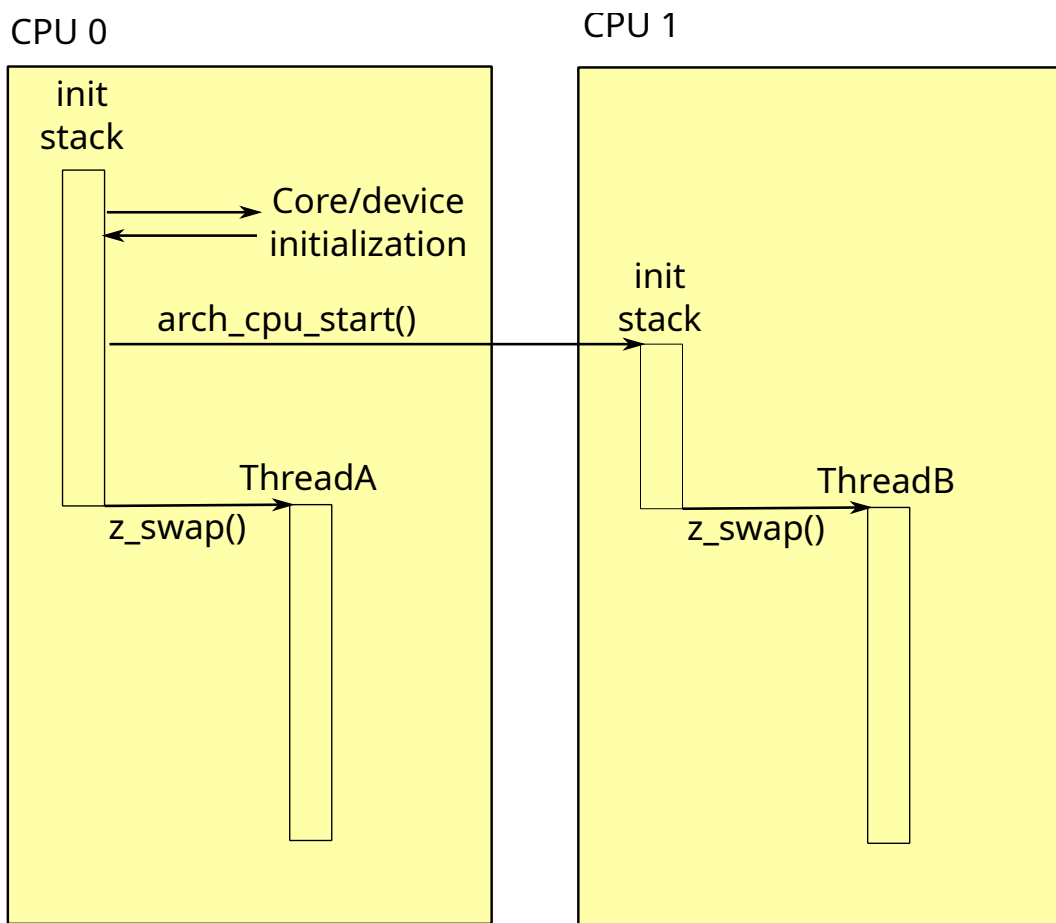 CPU 0
init
stack
Core/device
initialization
arch_cpu_start()
ThreadA
z_swap()
CPU 1
init
stack
ThreadB
z_swap()